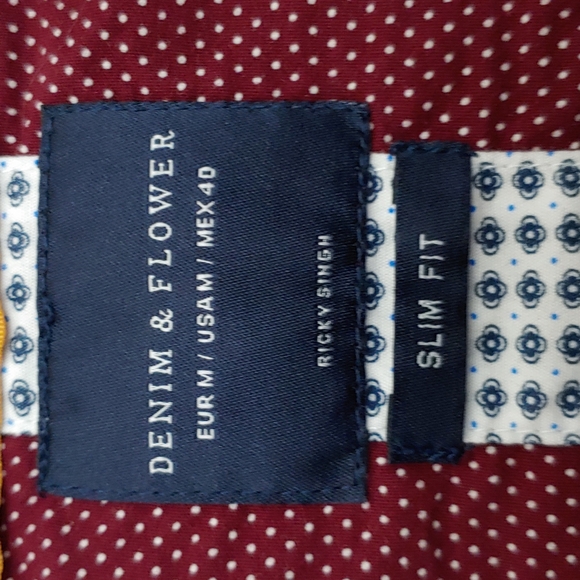 DENIM & FLOWER
EUR M / USA M / MEX 40
RICKY SINGH
SLIM FIT